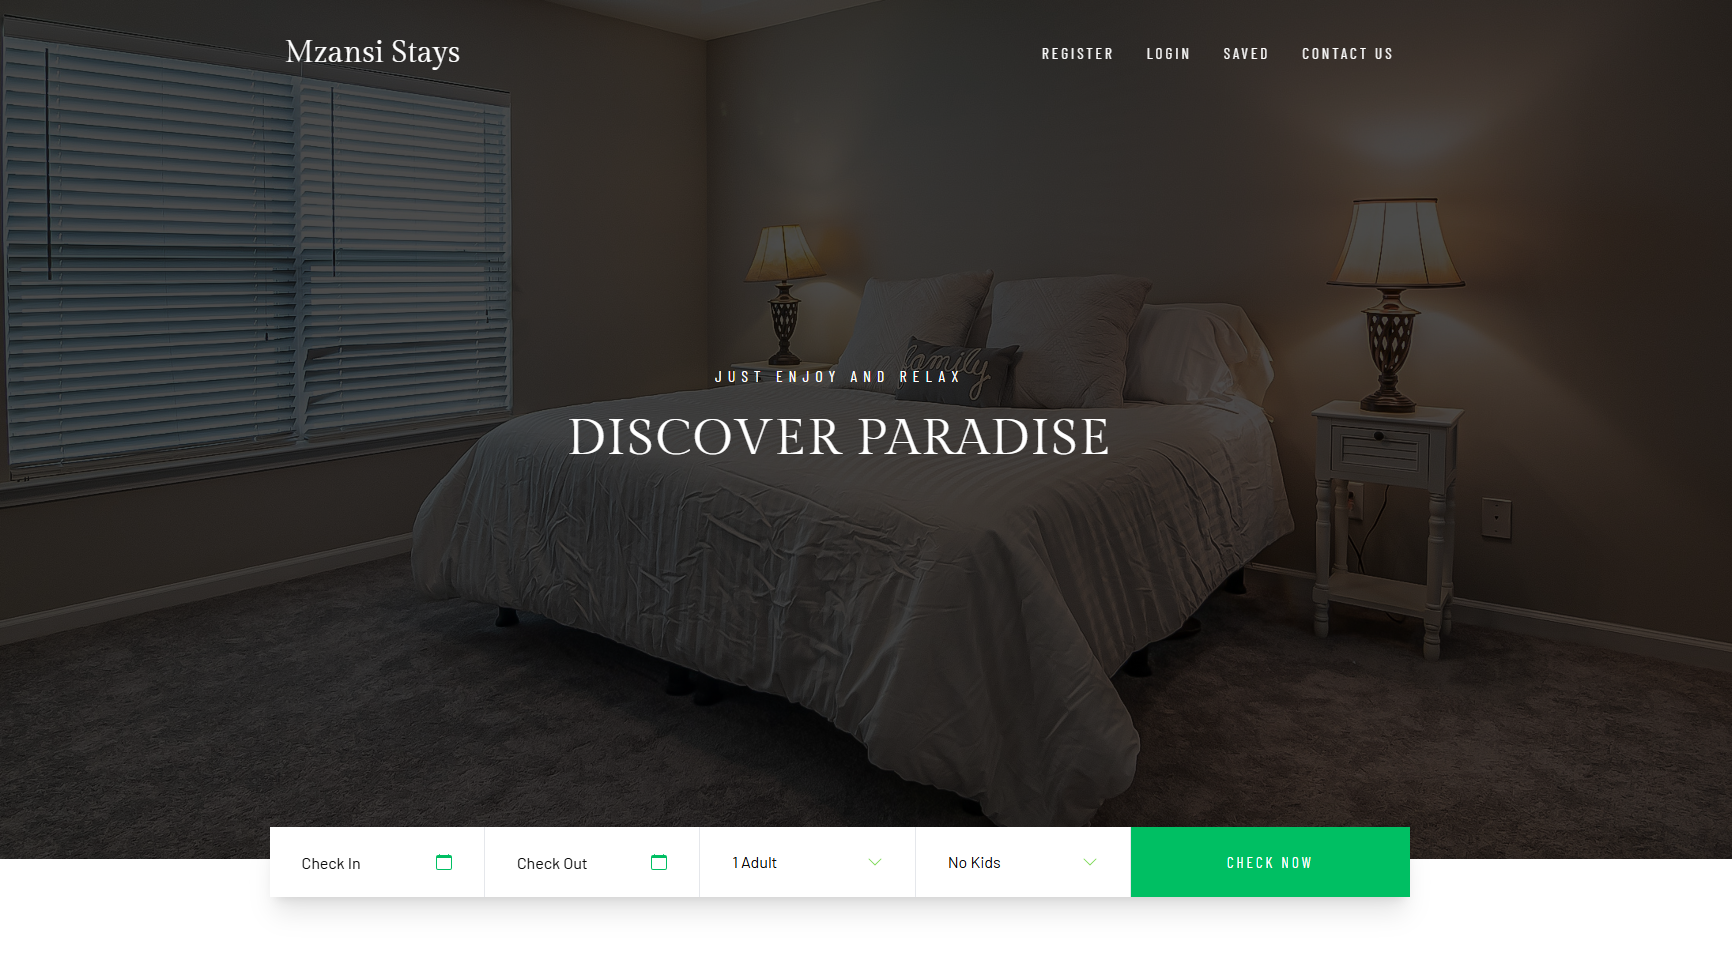 Mzansi Stays
REGISTER LOGIN SAVED CONTACT US
family
JUST ENJOY AND RELAX
DISCOVER PARADISE
Check In
Check Out
1 Adult
No Kids
CHECK NOW